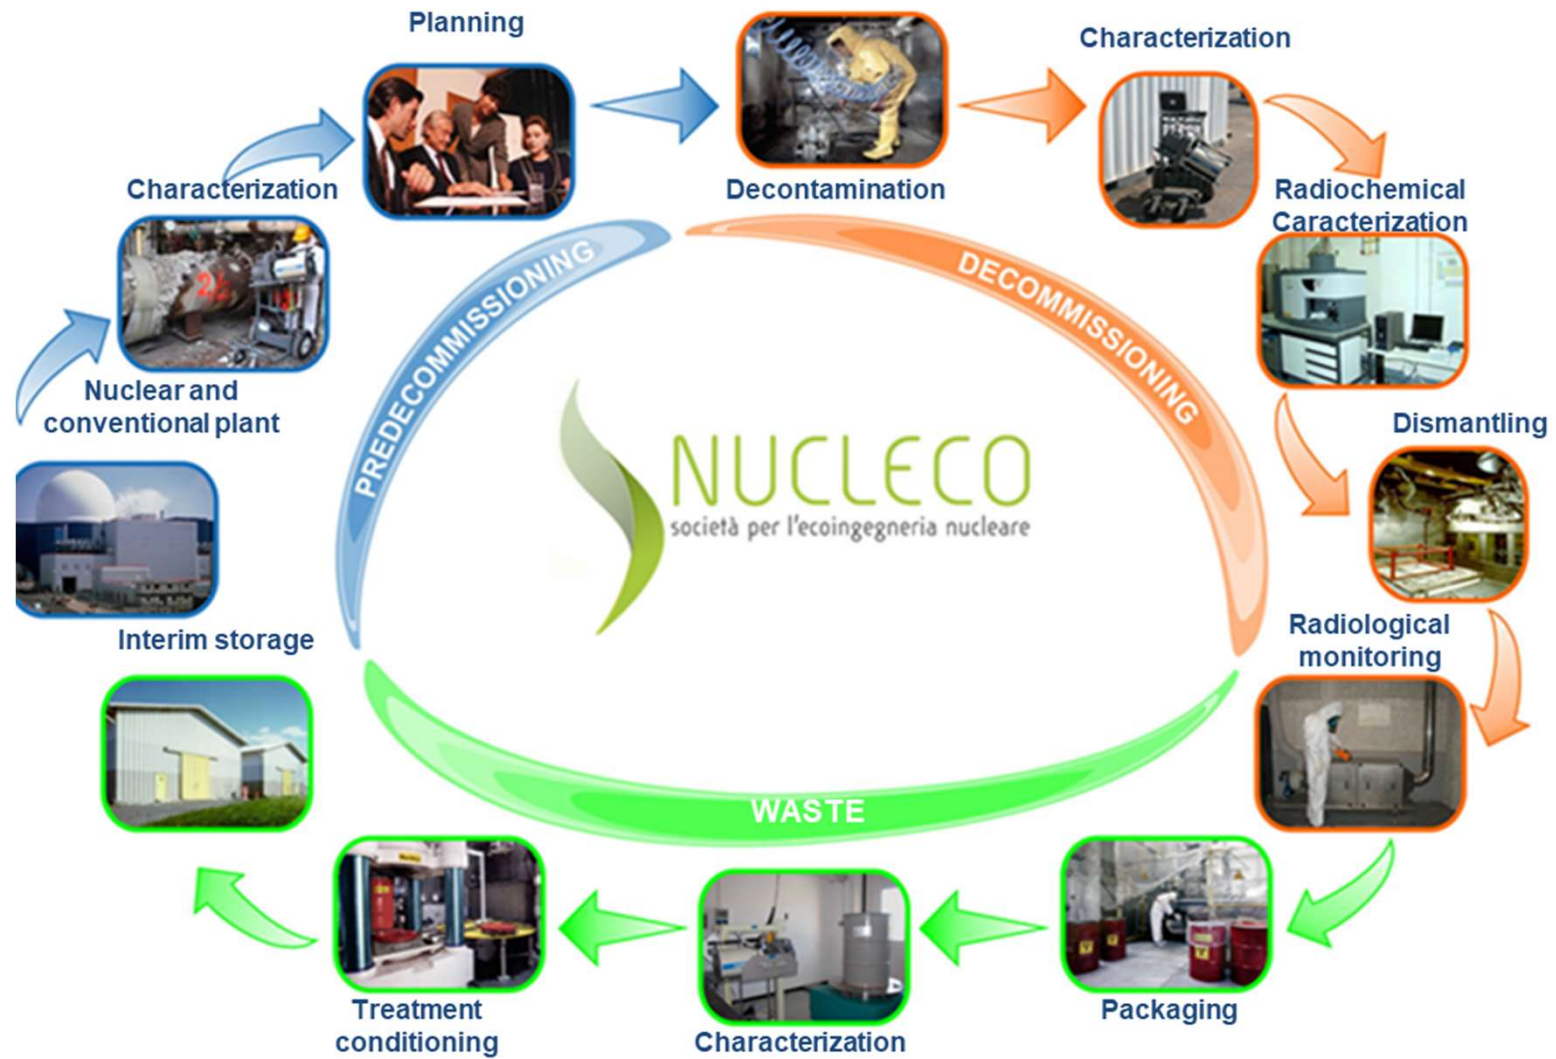 Planning
Characterization
Characterization
Decontamination
Radiochemical
Caracterization
PREDECOMMISSIONING
DECOMMISSIONING
Nuclear and
conventional plant
Dismantling
NUCLECO
società per l'ecoingegneria nucleare
Interim storage
Radiological
monitoring
WASTE
Treatment
conditioning
Characterization
Packaging